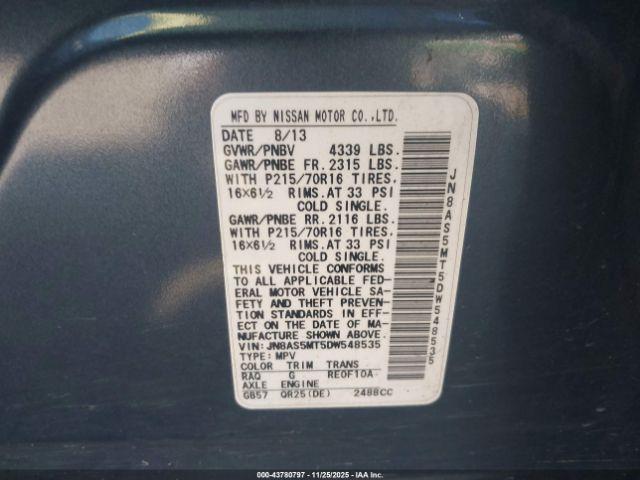 MFD BY NISSAN MOTOR CO.,LTD.
DATE 8/13
GVWR/PNBV 4339 LBS.
GAWR/PNBE FR. 2315 LBS.
WITH P215/70R16 TIRES,
16X6½ RIMS.AT 33 PSI
COLD SINGLE.
GAWR/PNBE RR. 2116 LBS.
WITH P215/70R16 TIRES,
16X6½ RIMS.AT 33 PSI
COLD SINGLE.
THIS VEHICLE CONFORMS
TO ALL APPLICABLE FED-
ERAL MOTOR VEHICLE SA-
FETY AND THEFT PREVEN-
TION STANDARDS IN EFF-
ECT ON THE DATE OF MA-
NUFACTURE SHOWN ABOVE.
VIN: JN8AS5MT5DW548535
TYPE: MPV
COLOR TRIM TRANS
RAQ G RE0F10A
AXLE ENGINE
GB57 QR25(DE) 2488CC
JN8AS5MT5DW548535
000-43780797 - 11/25/2025 - IAA Inc.